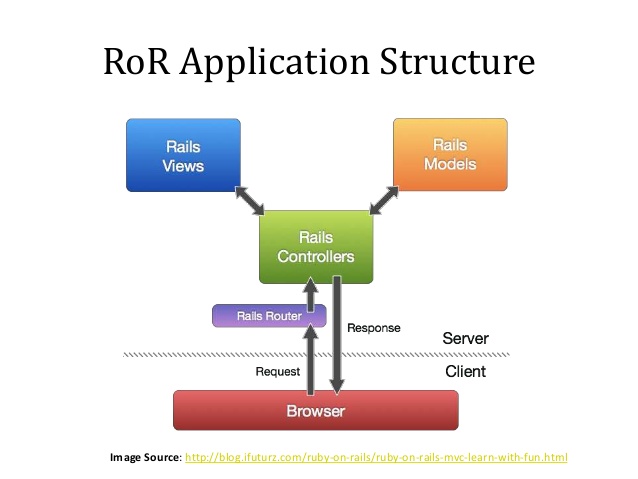 RoR Application Structure
Rails
Views
Rails
Models
Rails
Controllers
Rails Router
Response
Server
Request
Client
Browser
Image Source: http://blog.ifuturz.com/ruby-on-rails/ruby-on-rails-mvc-learn-with-fun.html